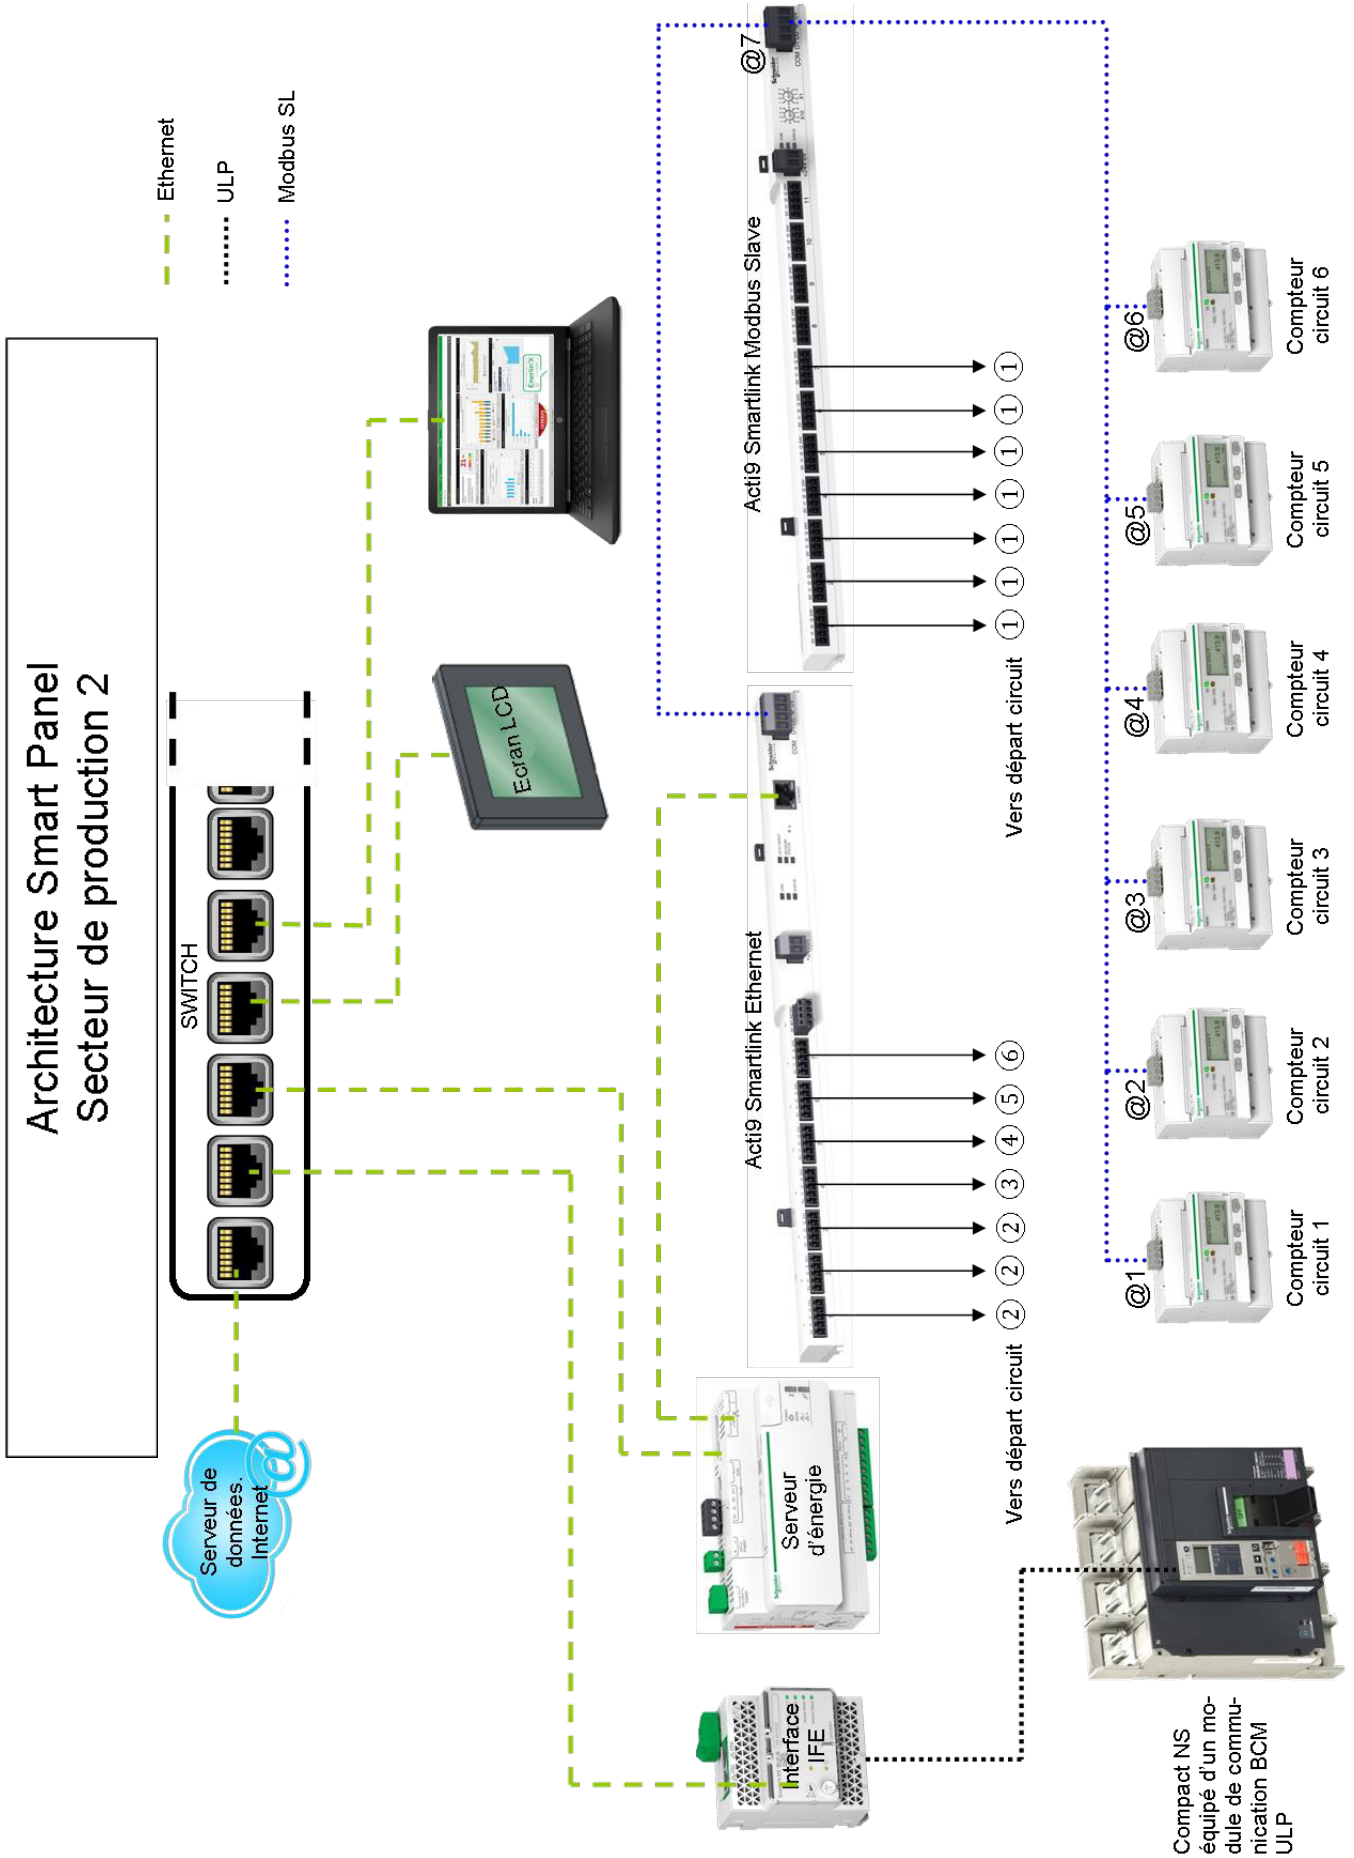 Architecture Smart Panel
Secteur de production 2
Ethernet
ULP
Modbus SL
SWITCH
Serveur de
données.
Internet
@
Ecran LCD
Interface
IFE
Serveur
d'énergie
Acti9 Smartlink Ethernet
Acti9 Smartlink Modbus Slave
@7
Vers départ circuit
2
2
2
3
4
5
6
Vers départ circuit
1
1
1
1
1
1
1
Compact NS
équipé d'un mo-
dule de commu-
nication BCM
ULP
@1
@2
@3
@4
@5
@6
Compteur
circuit 1
Compteur
circuit 2
Compteur
circuit 3
Compteur
circuit 4
Compteur
circuit 5
Compteur
circuit 6